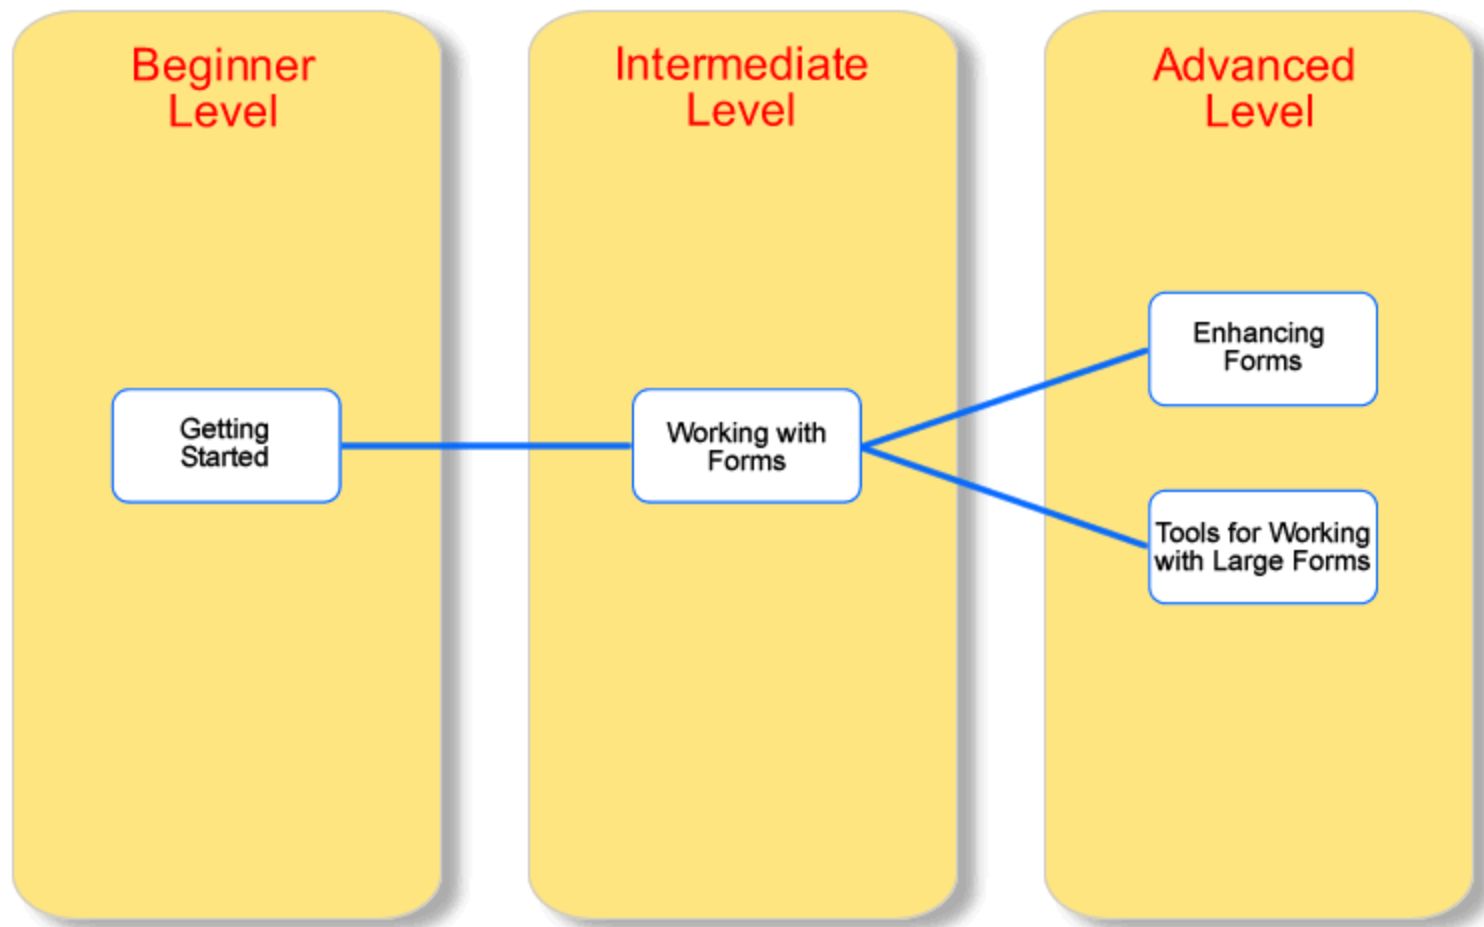 Beginner
Level
Intermediate
Level
Advanced
Level
Getting
Started
Working with
Forms
Enhancing
Forms
Tools for Working
with Large Forms